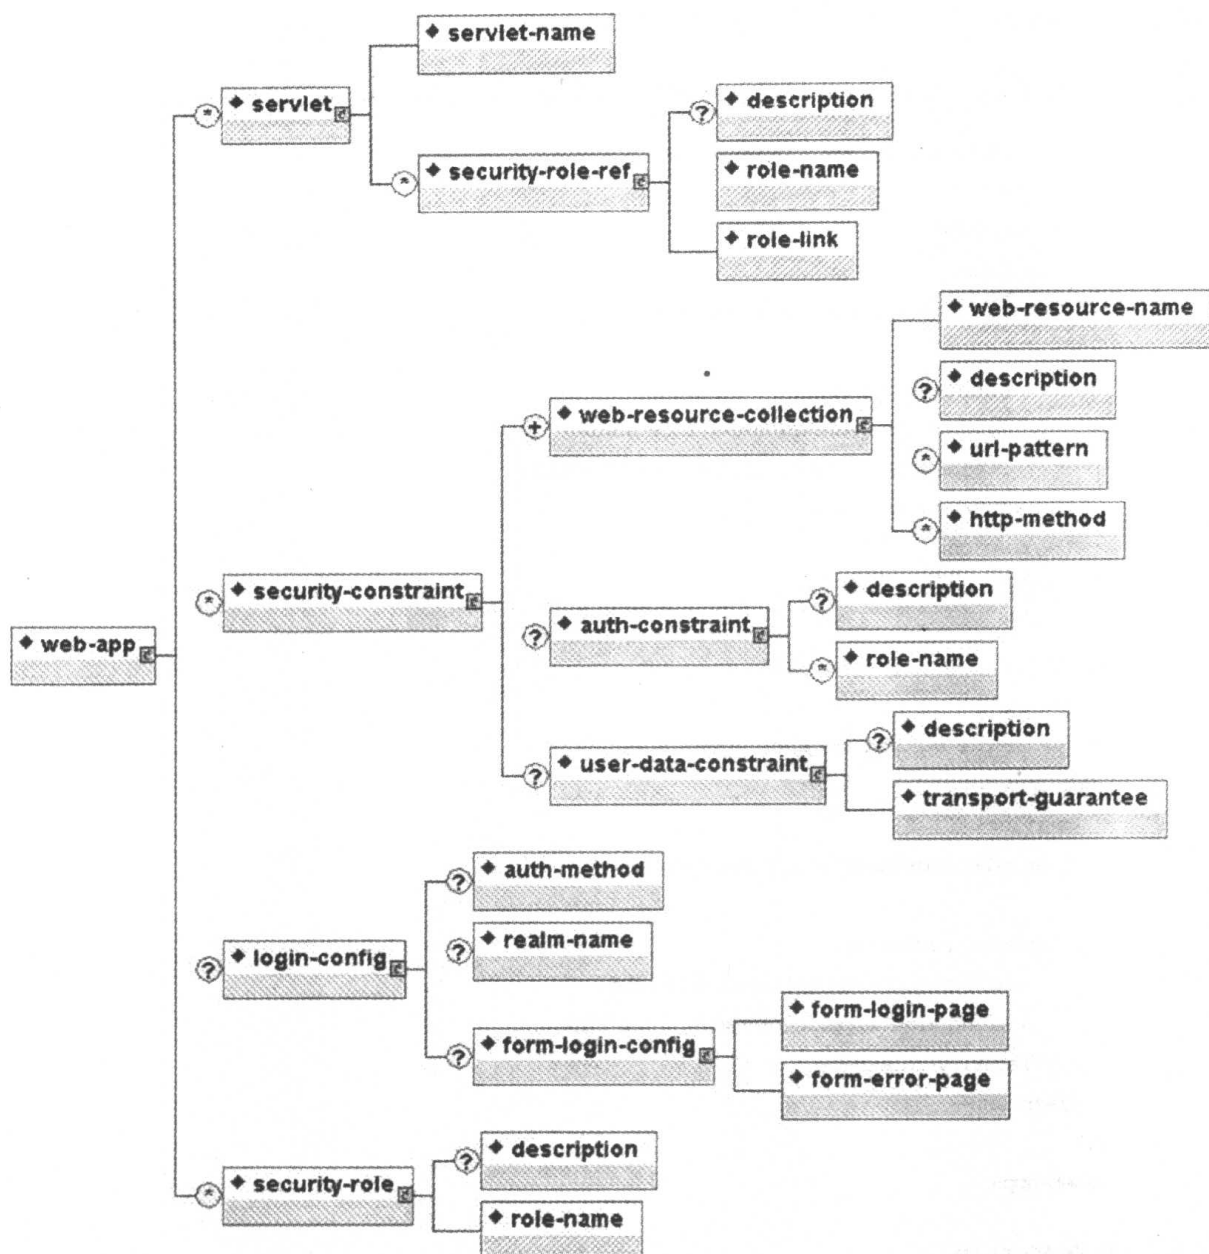 servlet-name
* servlet
? description
* security-role-ref
role-name
role-link
web-resource-name
? description
+ web-resource-collection
* url-pattern
* http-method
* security-constraint
? description
? auth-constraint
* role-name
web-app
? description
? user-data-constraint
transport-guarantee
? auth-method
? realm-name
? login-config
form-login-page
? form-login-config
form-error-page
? description
* security-role
role-name